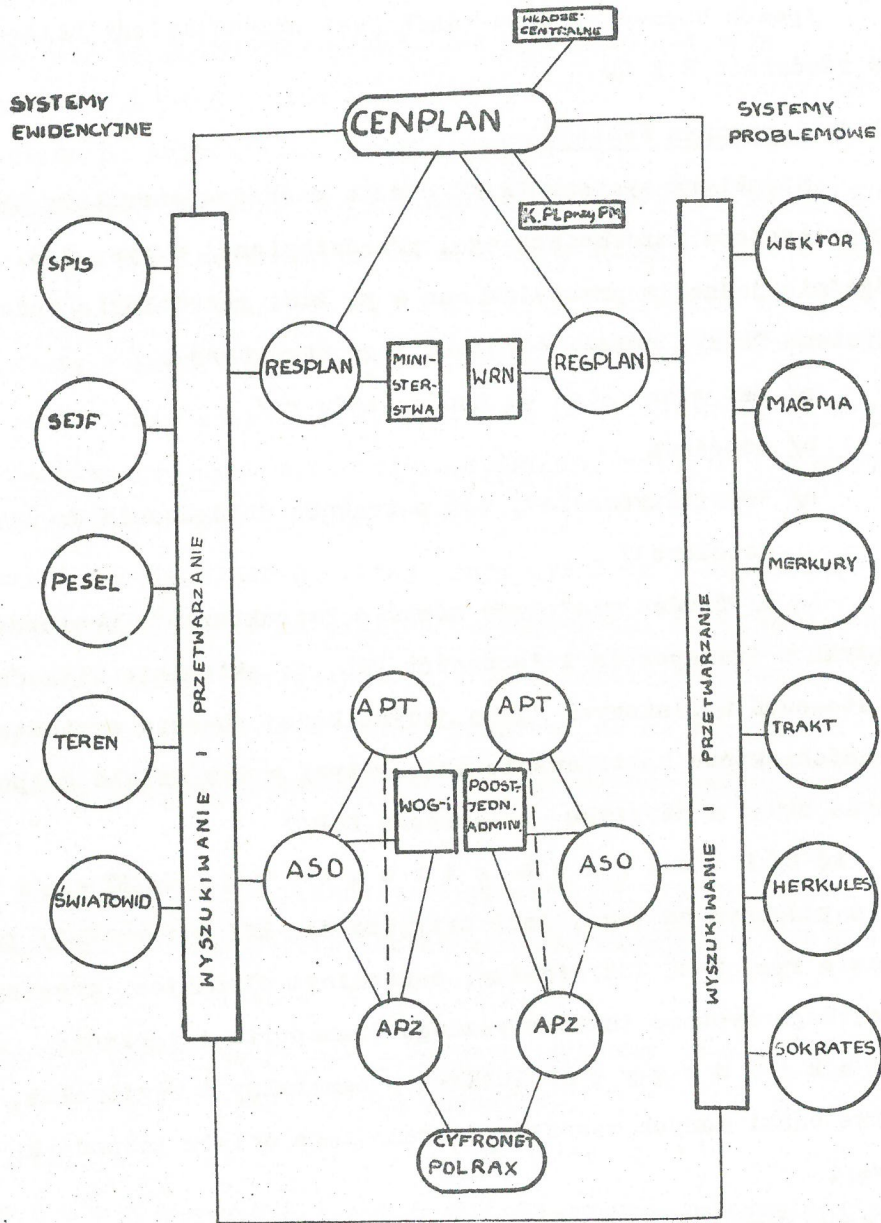 WŁADZE
CENTRALNE
SYSTEMY
EWIDENCYJNE
CENPLAN
SYSTEMY
PROBLEMOWE
K.PL przy PM
SPIS
WEKTOR
RESPLAN
MINI-
STER-
STWA
WRN
REGPLAN
SEJF
MAGMA
PESEL
MERKURY
WYSZUKIWANIE I PRZETWARZANIE
WYSZUKIWANIE I PRZETWARZANIE
APT
APT
TEREN
TRAKT
WOG-i
PODST.
JEDN.
ADMIN.
ASO
ASO
ŚWIATOWID
HERKULES
APZ
APZ
SOKRATES
CYFRONET
POLRAX